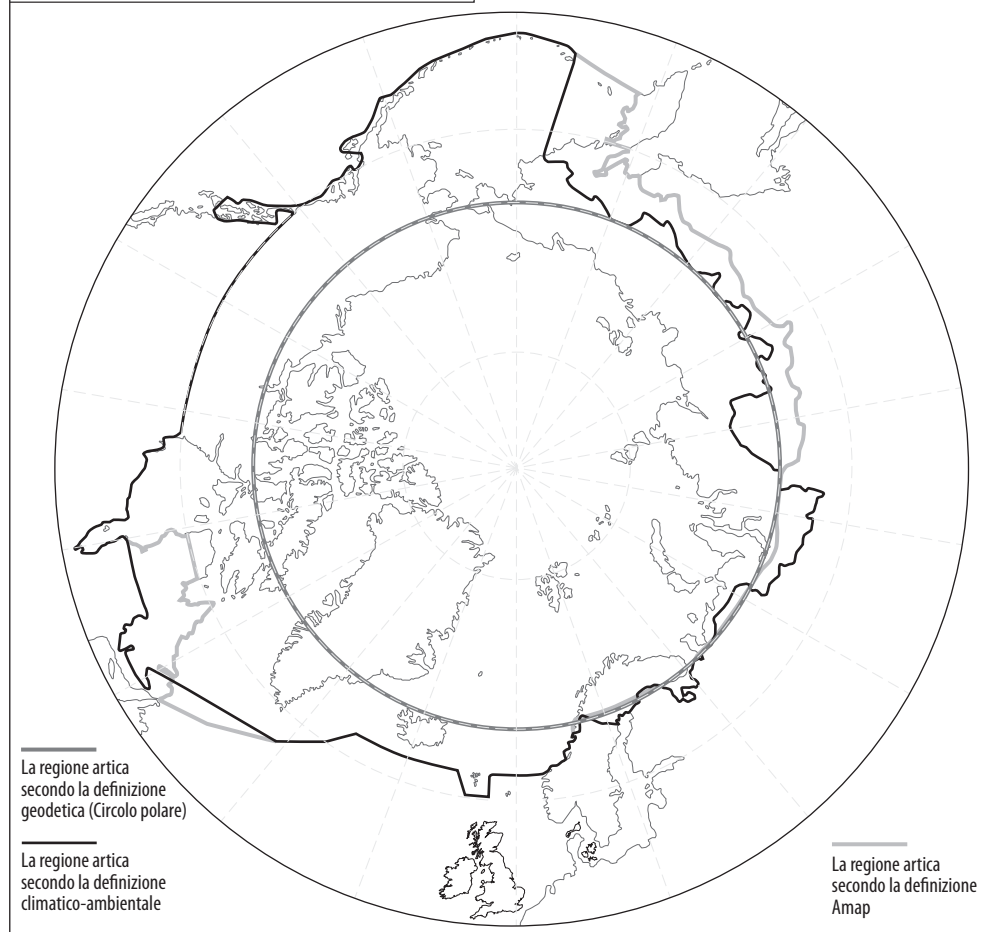 La regione artica
secondo la definizione
geodetica (Circolo polare)
La regione artica
secondo la definizione
climatico-ambientale
La regione artica
secondo la definizione
Amap